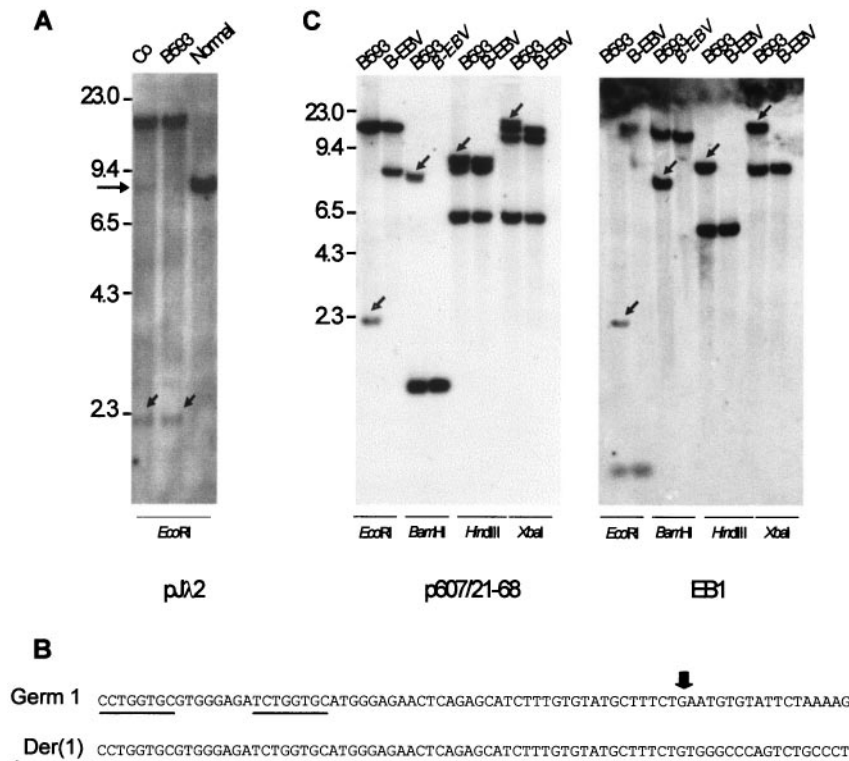 A
Co B593 Normal
23.0
9.4
6.5
4.3
2.3
EcoRI
pJλ2
C
B593 B-EBV B593 B-EBV B593 B-EBV B593 B-EBV
B593 B-EBV B593 B-EBV B593 B-EBV B593 B-EBV
23.0
9.4
6.5
4.3
2.3
EcoRI BamHI HindIII XbaI
EcoRI BamHI HindIII XbaI
p607/21-68
EB1
B
Germ 1 CCTGGTGCGTGGGAGATCTGGTGCATGGGAGAACTCAGAGCATCTTTGTGTATGCTTTCTGAATGTGTATTCTAAAAG
Der(1) CCTGGTGCGTGGGAGATCTGGTGCATGGGAGAACTCAGAGCATCTTTGTGTATGCTTTCTGTGGGCCCAGTCTGCCCT